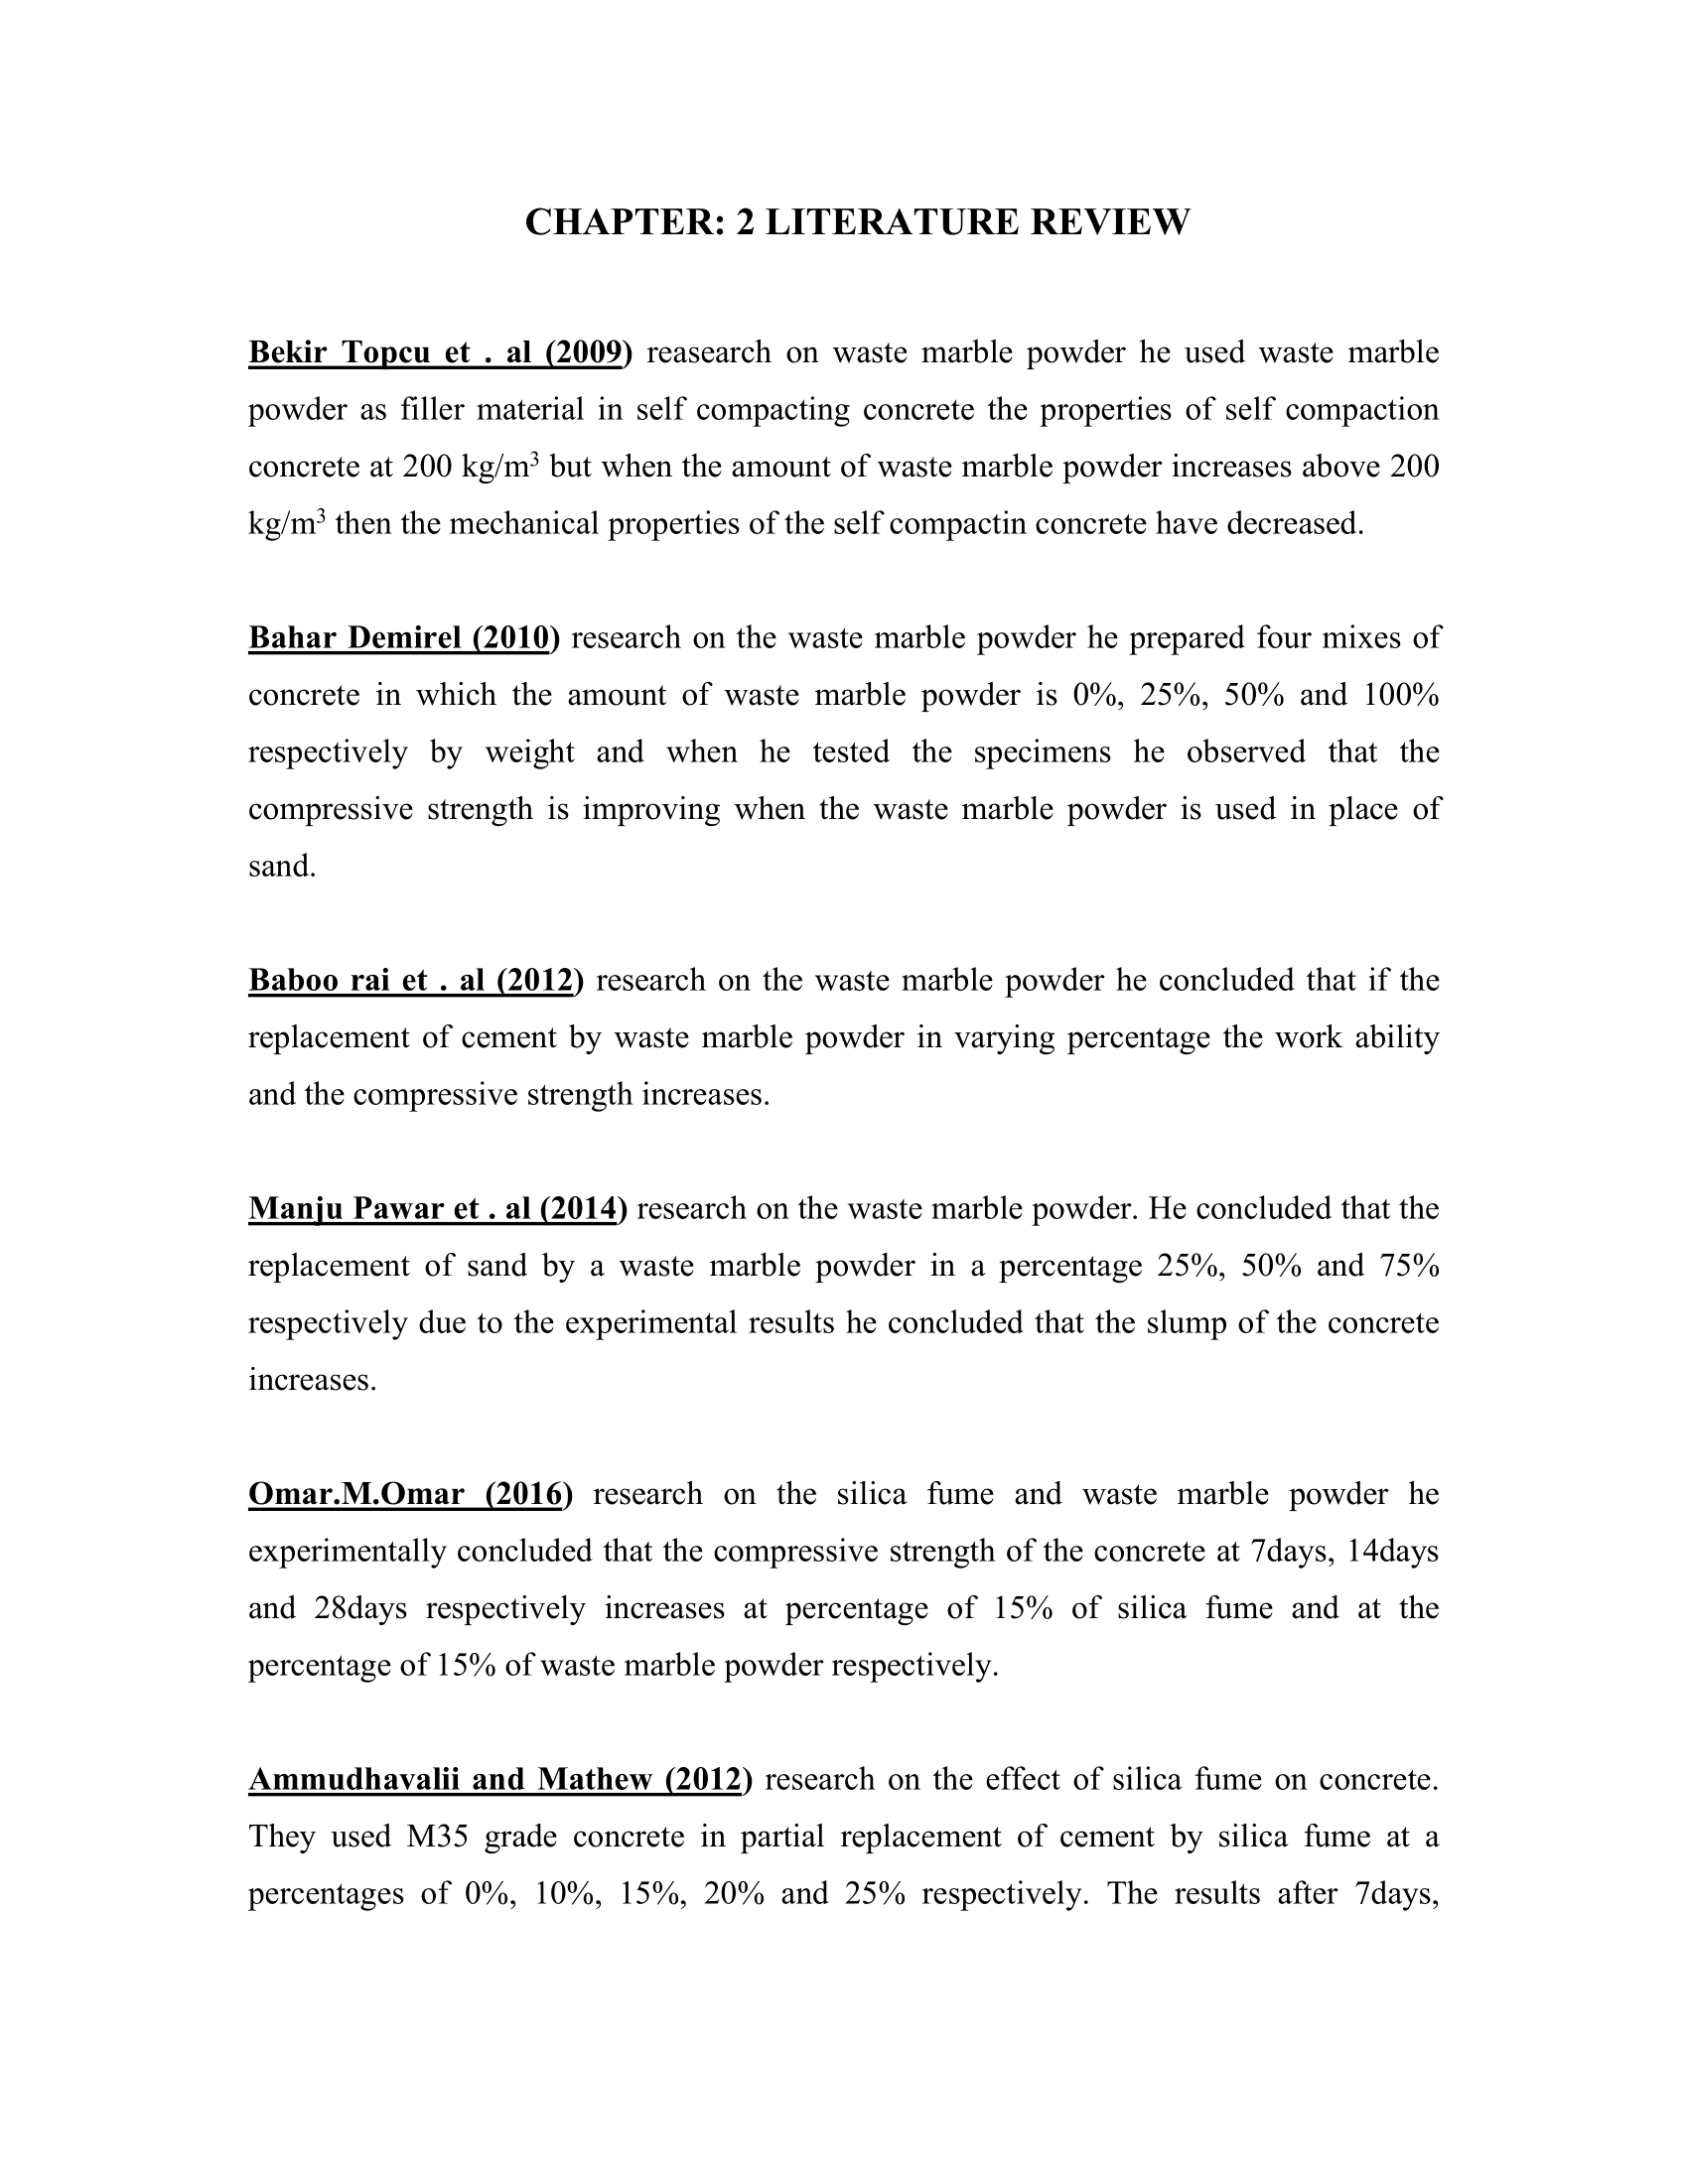 CHAPTER: 2 LITERATURE REVIEW
Bekir Topcu et . al (2009) reasearch on waste marble powder he used waste marble
powder as filler material in self compacting concrete the properties of self compaction
concrete at 200 kg/m³ but when the amount of waste marble powder increases above 200
kg/m³ then the mechanical properties of the self compactin concrete have decreased.
Bahar Demirel (2010) research on the waste marble powder he prepared four mixes of
concrete in which the amount of waste marble powder is 0%, 25%, 50% and 100%
respectively by weight and when he tested the specimens he observed that the
compressive strength is improving when the waste marble powder is used in place of
sand.
Baboo rai et . al (2012) research on the waste marble powder he concluded that if the
replacement of cement by waste marble powder in varying percentage the work ability
and the compressive strength increases.
Manju Pawar et . al (2014) research on the waste marble powder. He concluded that the
replacement of sand by a waste marble powder in a percentage 25%, 50% and 75%
respectively due to the experimental results he concluded that the slump of the concrete
increases.
Omar.M.Omar (2016) research on the silica fume and waste marble powder he
experimentally concluded that the compressive strength of the concrete at 7days, 14days
and 28days respectively increases at percentage of 15% of silica fume and at the
percentage of 15% of waste marble powder respectively.
Ammudhavalii and Mathew (2012) research on the effect of silica fume on concrete.
They used M35 grade concrete in partial replacement of cement by silica fume at a
percentages of 0%, 10%, 15%, 20% and 25% respectively. The results after 7days,